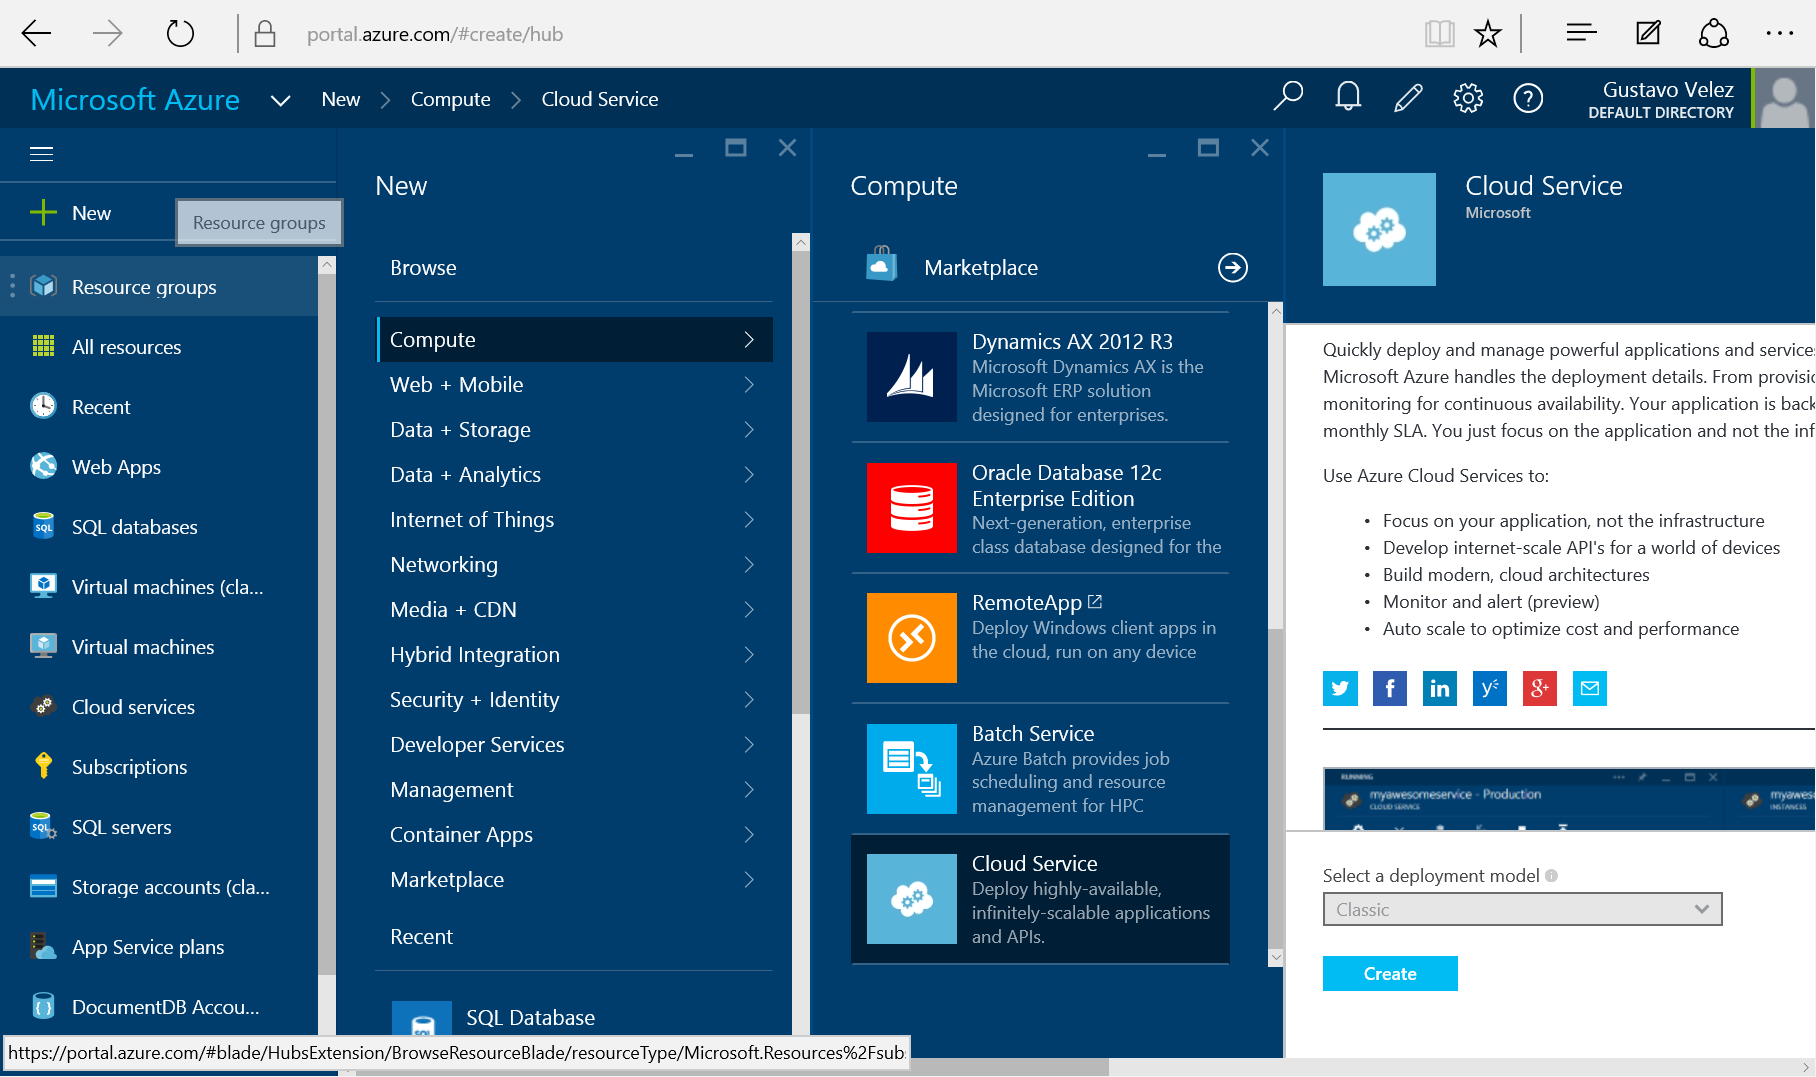 portal.azure.com/#create/hub
Microsoft Azure
New
Compute
Cloud Service
Gustavo Velez
DEFAULT DIRECTORY
New
Resource groups
Resource groups
All resources
Recent
Web Apps
SQL databases
Virtual machines (cla...
Virtual machines
Cloud services
Subscriptions
SQL servers
Storage accounts (cla...
App Service plans
DocumentDB Accou...
New
Browse
Compute
Web + Mobile
Data + Storage
Data + Analytics
Internet of Things
Networking
Media + CDN
Hybrid Integration
Security + Identity
Developer Services
Management
Container Apps
Marketplace
Recent
SQL Database
Compute
Marketplace
Dynamics AX 2012 R3
Microsoft Dynamics AX is the
Microsoft ERP solution
designed for enterprises.
Oracle Database 12c
Enterprise Edition
Next-generation, enterprise
class database designed for the
RemoteApp
Deploy Windows client apps in
the cloud, run on any device
Batch Service
Azure Batch provides job
scheduling and resource
management for HPC
Cloud Service
Deploy highly-available,
infinitely-scalable applications
and APIs.
Cloud Service
Microsoft
Quickly deploy and manage powerful applications and service
Microsoft Azure handles the deployment details. From provisi
monitoring for continuous availability. Your application is back
monthly SLA. You just focus on the application and not the inf
Use Azure Cloud Services to:
• Focus on your application, not the infrastructure
• Develop internet-scale API's for a world of devices
• Build modern, cloud architectures
• Monitor and alert (preview)
• Auto scale to optimize cost and performance
RUNNING
myawesomeservice - Production
CLOUD SERVICE
myawes
INSTANCES
Select a deployment model
Classic
Create
https://portal.azure.com/#blade/HubsExtension/BrowseResourceBlade/resourceType/Microsoft.Resources%2Fsub